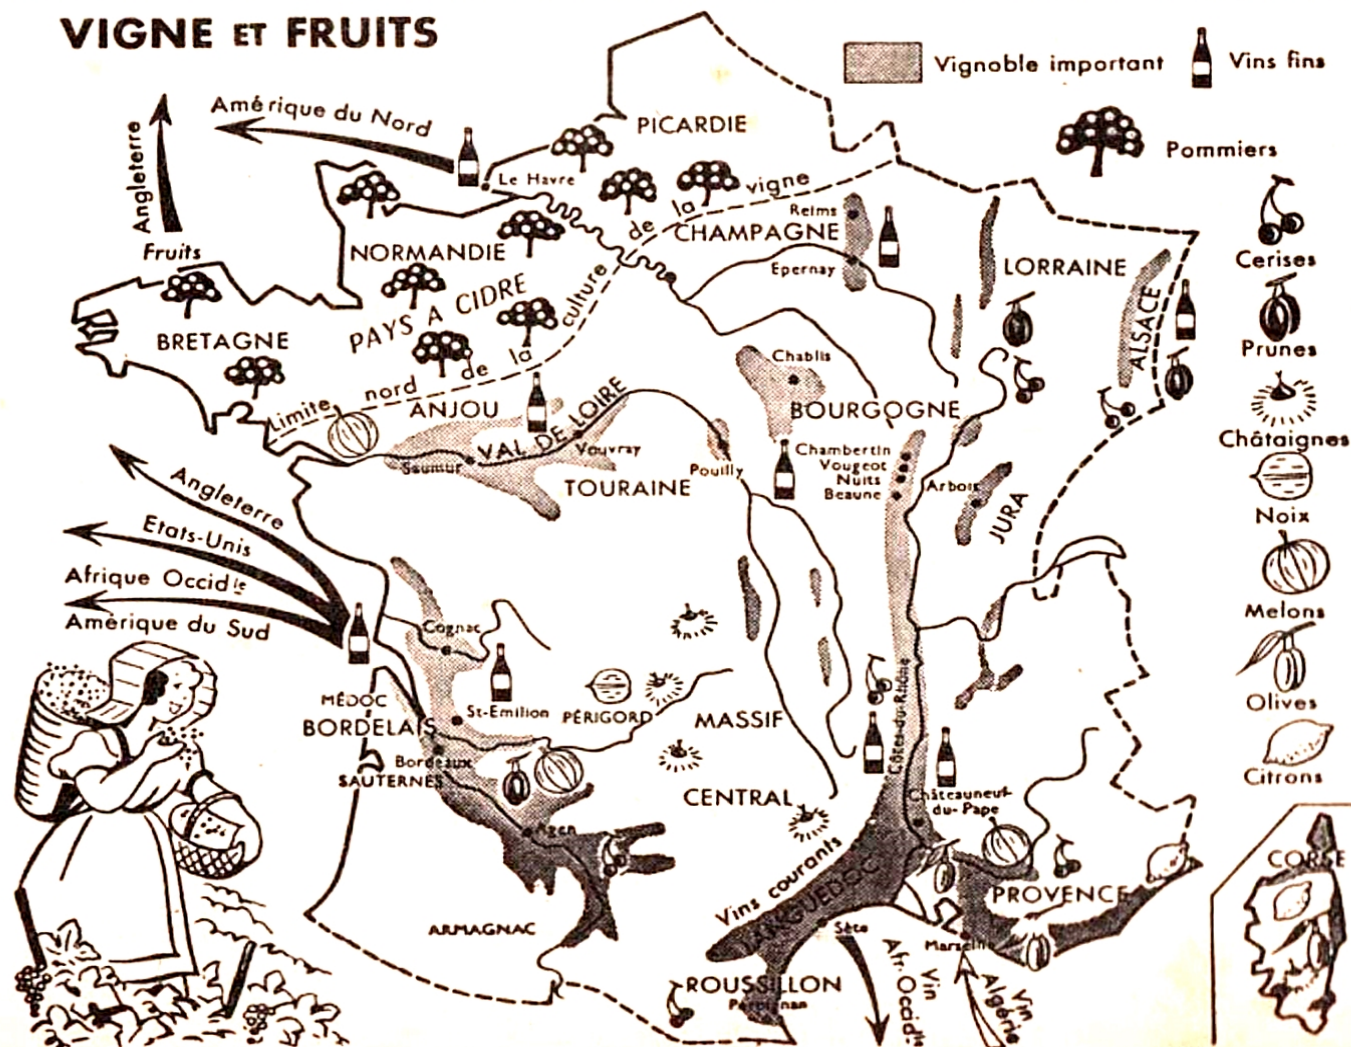 VIGNE ET FRUITS
Vignoble important
Vins fins
Amérique du Nord
Angleterre
Fruits
PICARDIE
Pommiers
Le Havre
Limite nord de la culture de la vigne
Reims
CHAMPAGNE
Epernay
NORMANDIE
LORRAINE
ALSACE
Cerises
PAYS A CIDRE
BRETAGNE
Prunes
Chablis
BOURGOGNE
ANJOU
VAL DE LOIRE
Saumur
Vouvray
Pouilly
TOURAINE
Chambertin
Vougeot
Nuits
Beaune
Arbois
JURA
Châtaignes
Noix
Angleterre
Etats-Unis
Afrique Occidle
Amérique du Sud
Melons
Cognac
MÉDOC
BORDELAIS
St-Emilion
PÉRIGORD
MASSIF
CENTRAL
Côtes-du-Rhône
Olives
Bordeaux
SAUTERNES
Châteauneuf-
du-Pape
Citrons
Agen
Vins courants
LANGUEDOC
PROVENCE
CORSE
ARMAGNAC
Sète
Marseille
ROUSSILLON
Perpignan
Vin
Afr. Occidle
Vin
Algérie